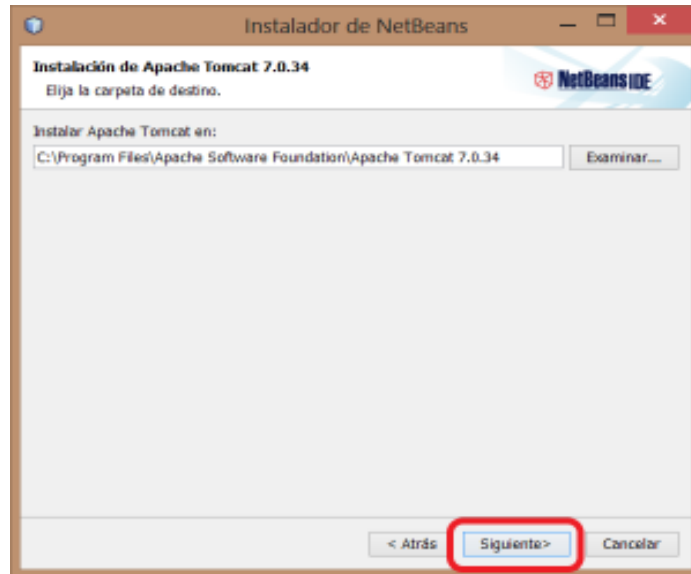 Instalador de NetBeans
Instalación de Apache Tomcat 7.0.34
Elija la carpeta de destino.
NetBeans IDE
Instalar Apache Tomcat en:
C:\Program Files\Apache Software Foundation\Apache Tomcat 7.0.34
Examinar...
< Atrás
Siguiente>
Cancelar